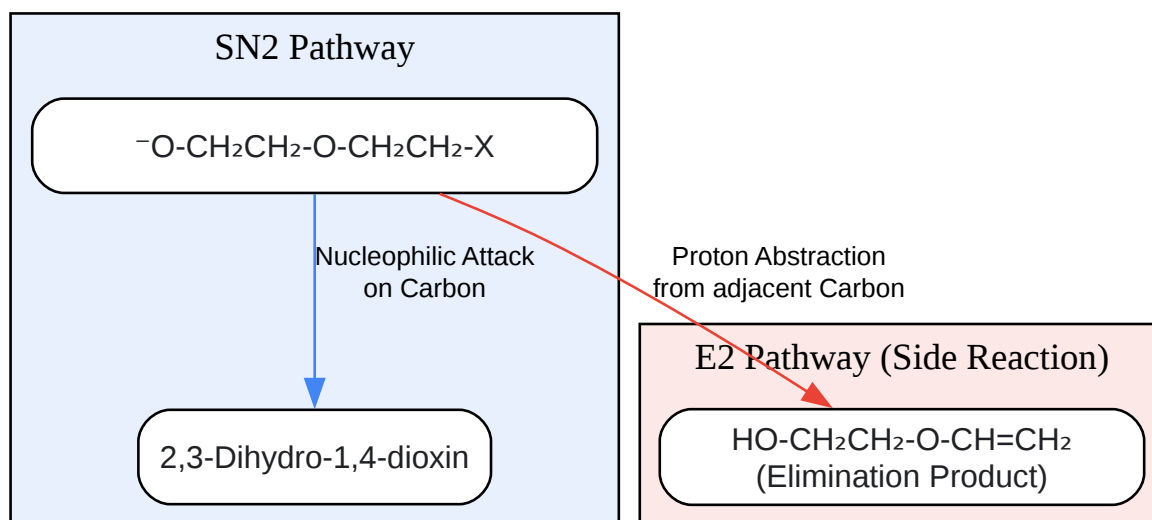 SN2 Pathway
⁻O-CH₂CH₂-O-CH₂CH₂-X
Nucleophilic Attack
on Carbon
Proton Abstraction
from adjacent Carbon
E2 Pathway (Side Reaction)
2,3-Dihydro-1,4-dioxin
HO-CH₂CH₂-O-CH=CH₂
(Elimination Product)